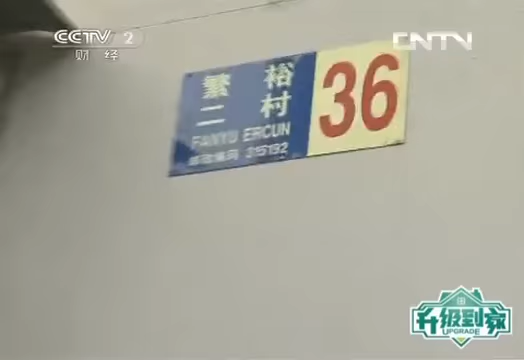 CCTV 2
财经
CNTV
繁裕
二村
FANYU ERCUN
邮政编码 315192
36
升级到家
UPGRADE